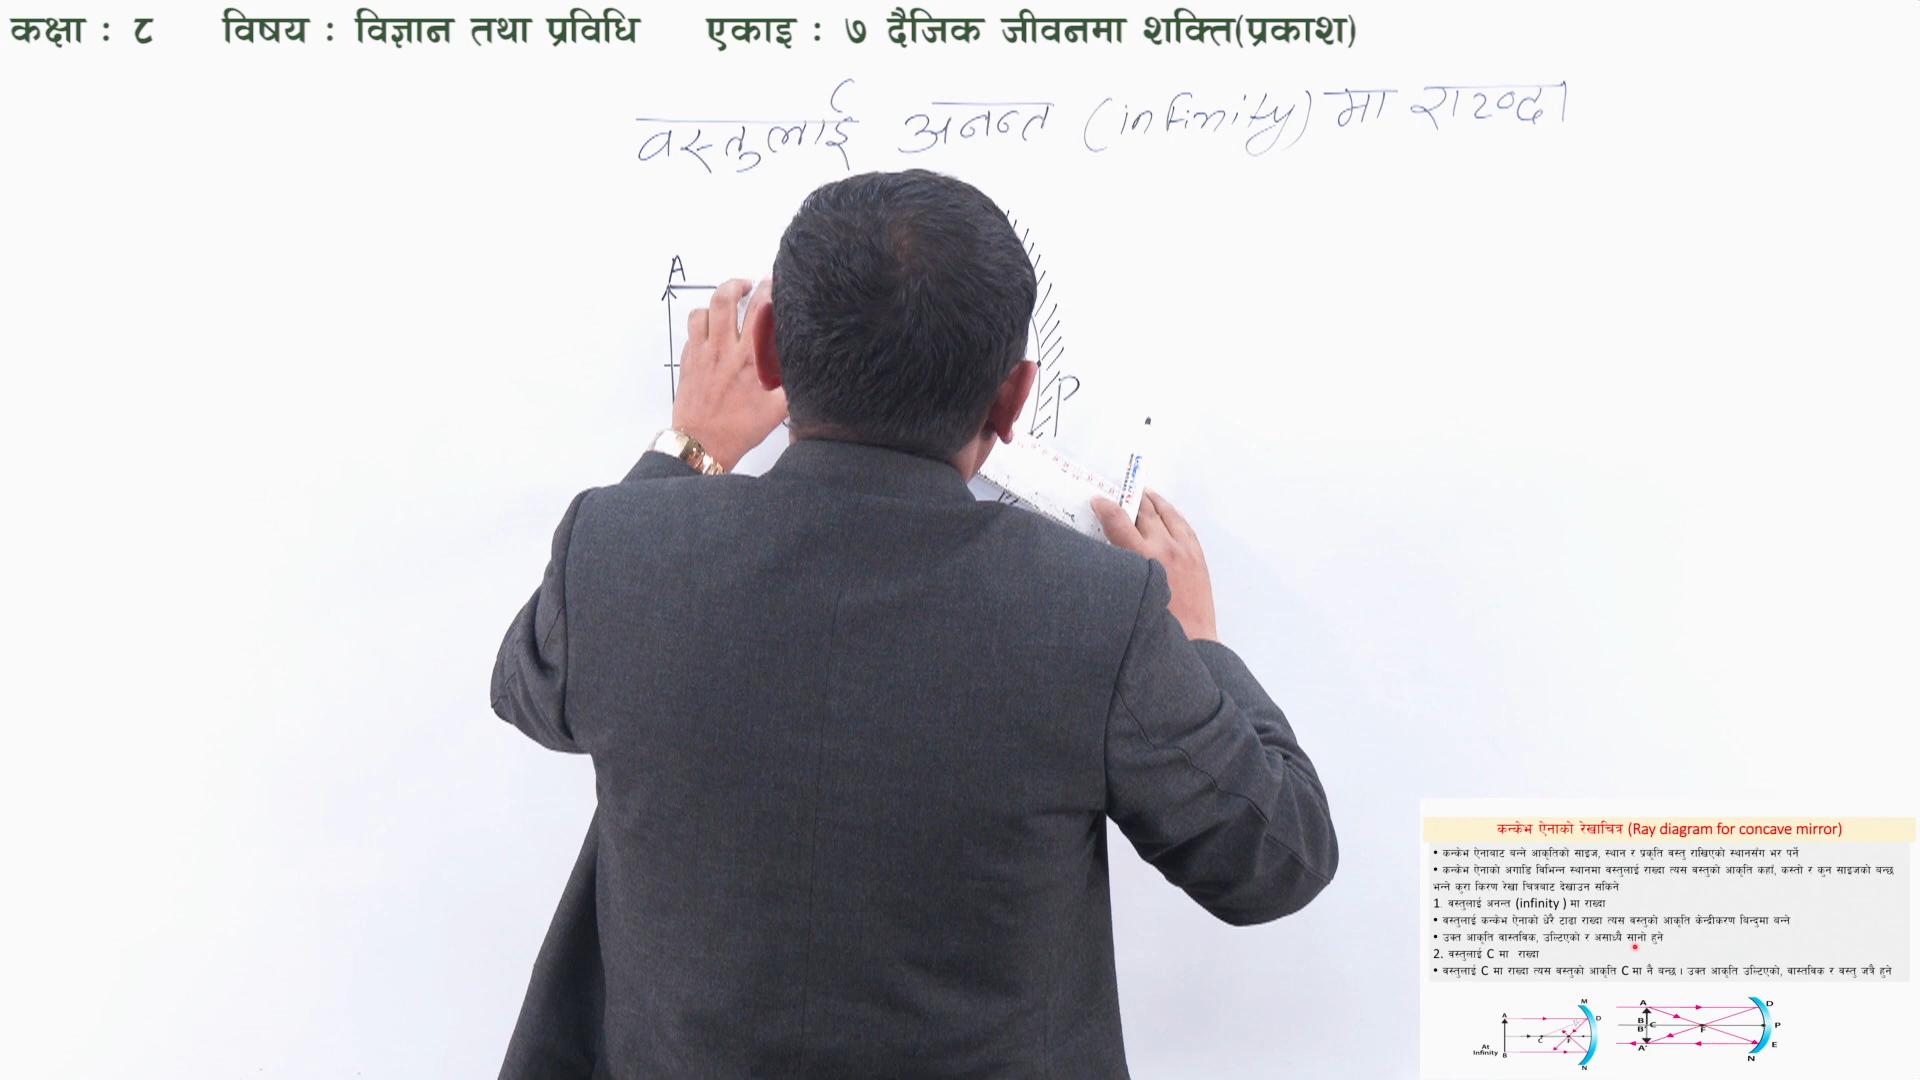 कक्षा : ८ विषय : विज्ञान तथा प्रविधि एकाइ : ७ दैनिक जीवनमा शक्ति(प्रकाश)
वस्तुलाई अनन्त (infinity) मा राख्दा
A
P
कन्केभ ऐनाको रेखाचित्र (Ray diagram for concave mirror)
• कन्केभ ऐनाबाट बन्ने आकृतिको साइज, स्थान र प्रकृति वस्तु राखिएको स्थानसँग भर पर्ने
• कन्केभ ऐनाको अगाडि विभिन्न स्थानमा वस्तुलाई राख्दा त्यस वस्तुको आकृति कहाँ, कस्तो र कुन साइजको बन्छ
भन्ने कुरा किरण रेखा चित्रबाट देखाउन सकिने
1. वस्तुलाई अनन्त (infinity ) मा राख्दा
• वस्तुलाई कन्केभ ऐनाको धेरै टाढा राख्दा त्यस वस्तुको आकृति केन्द्रीकरण बिन्दुमा बन्ने
• उक्त आकृति वास्तविक, उल्टिएको र असाध्यै सानो हुने
2. वस्तुलाई C मा राख्दा
• वस्तुलाई C मा राख्दा त्यस वस्तुको आकृति C मा नै बन्छ । उक्त आकृति उल्टिएको, वास्तविक र वस्तु जत्रै हुने
M
A D
C F
At
Infinity B
N
A D
B C F P
B'
A' E
N